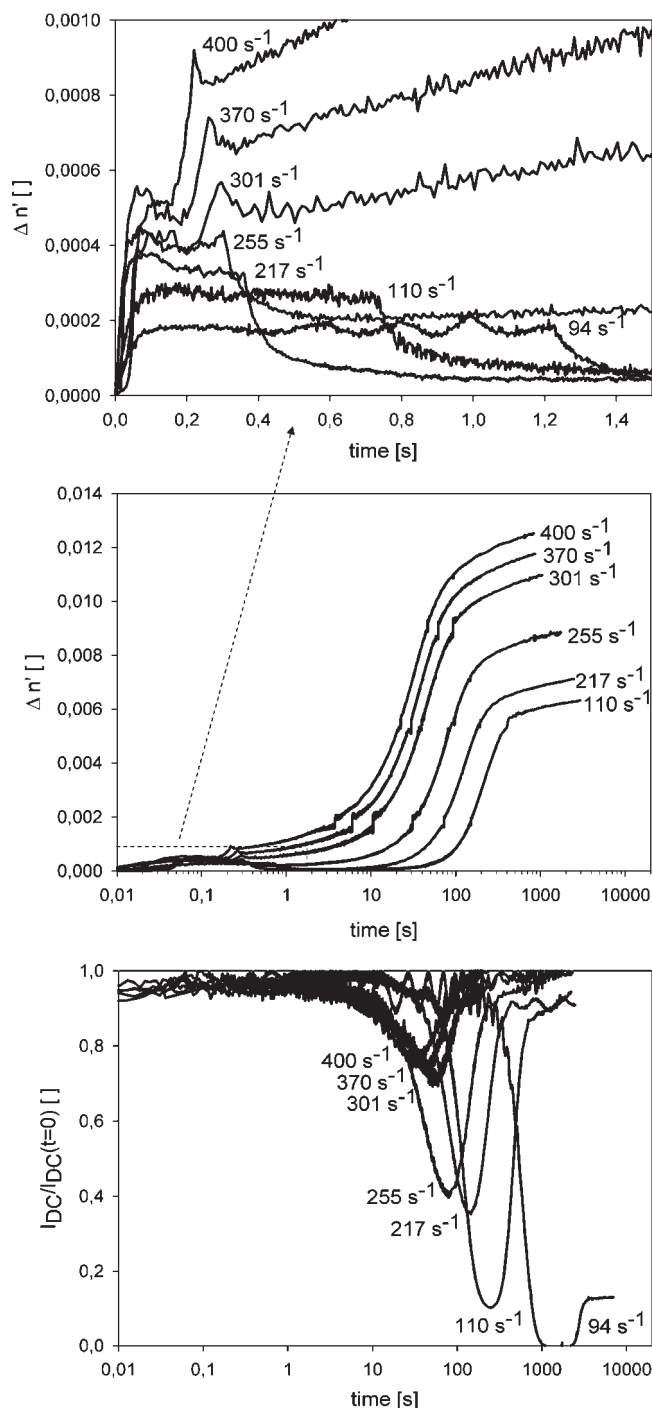 0,0010
0,0008
0,0006
0,0004
0,0002
0,0000
Δ n' [ ]
400 s⁻¹
370 s⁻¹
301 s⁻¹
255 s⁻¹
217 s⁻¹
110 s⁻¹
94 s⁻¹
0,0 0,2 0,4 0,6 0,8 1,0 1,2 1,4
time [s]
0,014
0,012
0,010
0,008
0,006
0,004
0,002
0,000
Δ n' [ ]
400 s⁻¹
370 s⁻¹
301 s⁻¹
255 s⁻¹
217 s⁻¹
110 s⁻¹
0,01 0,1 1 10 100 1000 10000
time [s]
1,0
0,8
0,6
0,4
0,2
0,0
I_DC/I_DC(t=0) [ ]
400 s⁻¹
370 s⁻¹
301 s⁻¹
255 s⁻¹
217 s⁻¹
110 s⁻¹
94 s⁻¹
0,01 0,1 1 10 100 1000 10000
time [s]